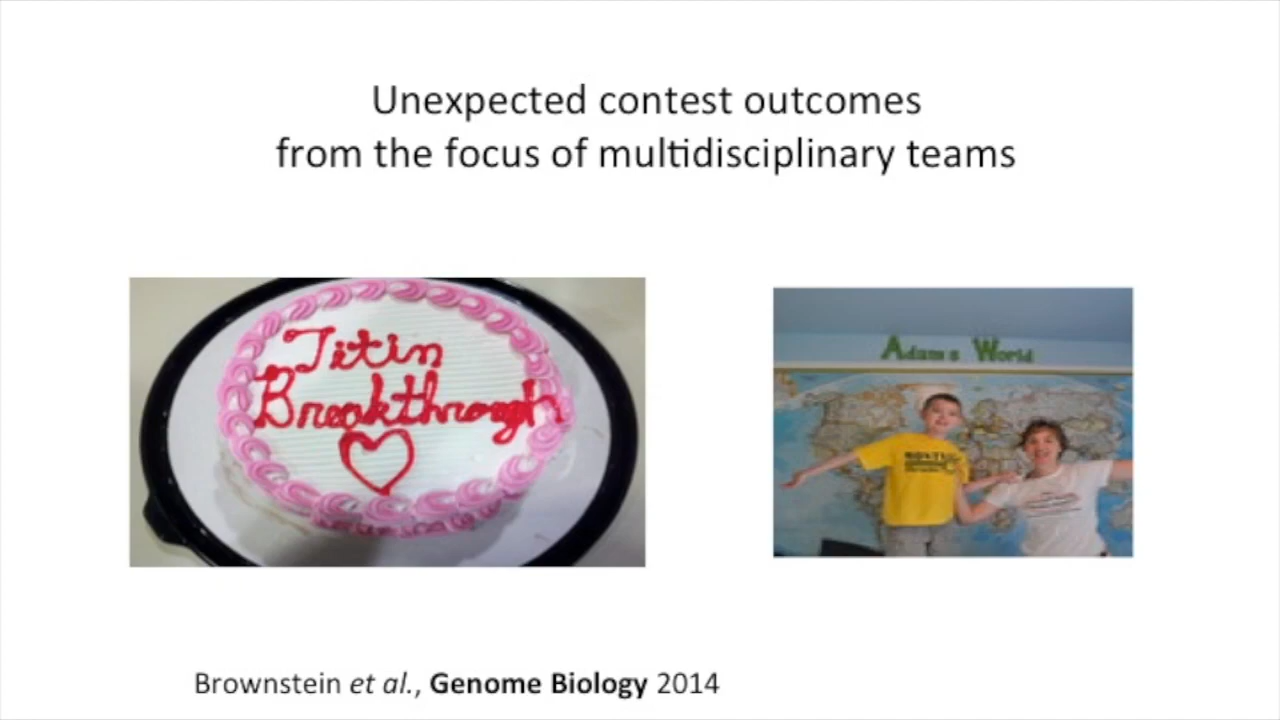 Unexpected contest outcomes
from the focus of multidisciplinary teams
Titin
Breakthrough
Adam's World
Brownstein et al., Genome Biology 2014